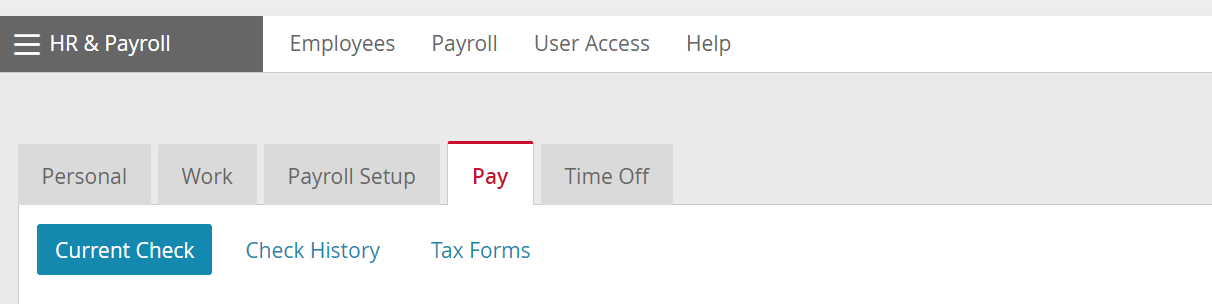 HR & Payroll Employees Payroll User Access Help
Personal Work Payroll Setup Pay Time Off
Current Check Check History Tax Forms